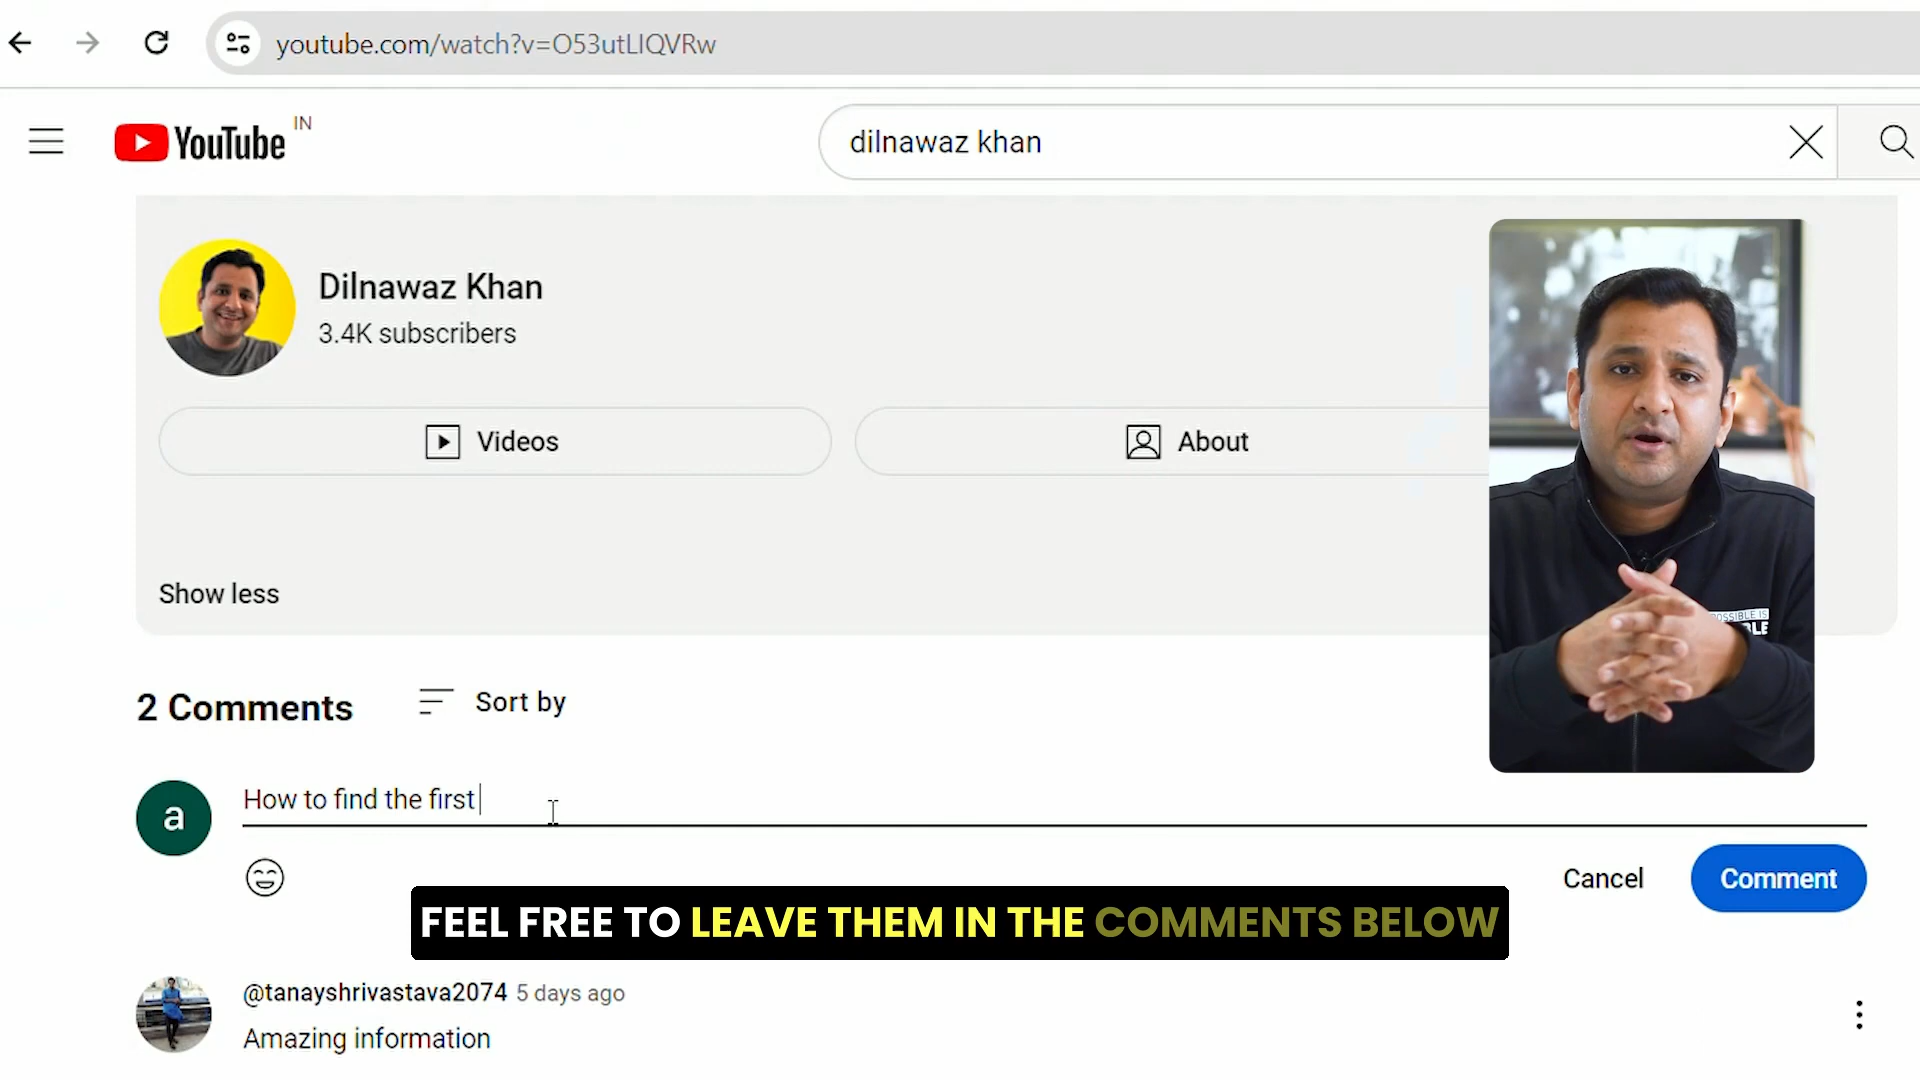 youtube.com/watch?v=O53utLIQVRw
YouTube IN
dilnawaz khan
Dilnawaz Khan
3.4K subscribers
Videos
About
Show less
2 Comments
Sort by
a
How to find the first
Cancel
Comment
FEEL FREE TO LEAVE THEM IN THE COMMENTS BELOW
@tanayshrivastava2074 5 days ago
Amazing information